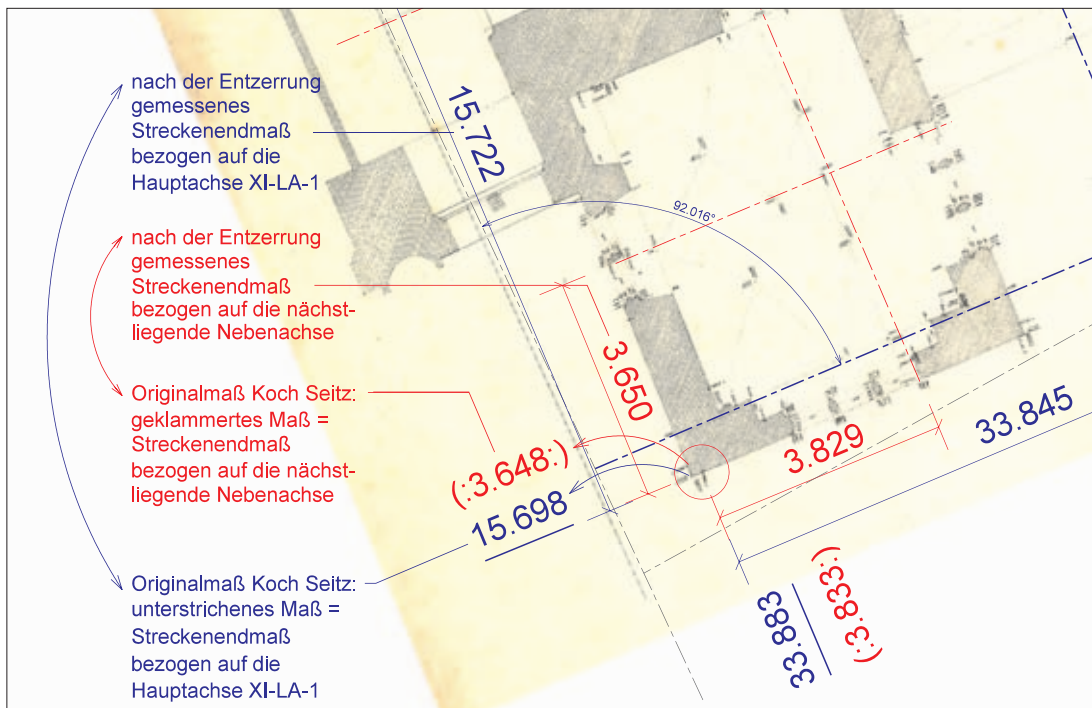 nach der Entzerrung
gemessenes
Streckenendmaß
bezogen auf die
Hauptachse XI-LA-1
nach der Entzerrung
gemessenes
Streckenendmaß
bezogen auf die nächst-
liegende Nebenachse
Originalmaß Koch Seitz:
geklammertes Maß =
Streckenendmaß
bezogen auf die nächst-
liegende Nebenachse
Originalmaß Koch Seitz:
unterstrichenes Maß =
Streckenendmaß
bezogen auf die
Hauptachse XI-LA-1
15.722
92.016°
3.650
(:3.648:)
15.698
3.829
33.845
33.883
(:3.833:)